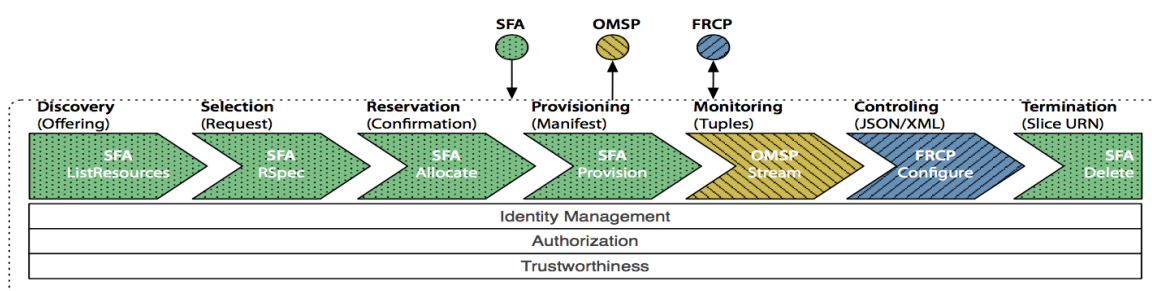 SFA OMSP FRCP
Discovery Selection Reservation Provisioning Monitoring Controling Termination
(Offering) (Request) (Confirmation) (Manifest) (Tuples) (JSON/XML) (Slice URN)
SFA SFA SFA SFA OMSP FRCP SFA
ListResources RSpec Allocate Provision Stream Configure Delete
Identity Management
Authorization
Trustworthiness